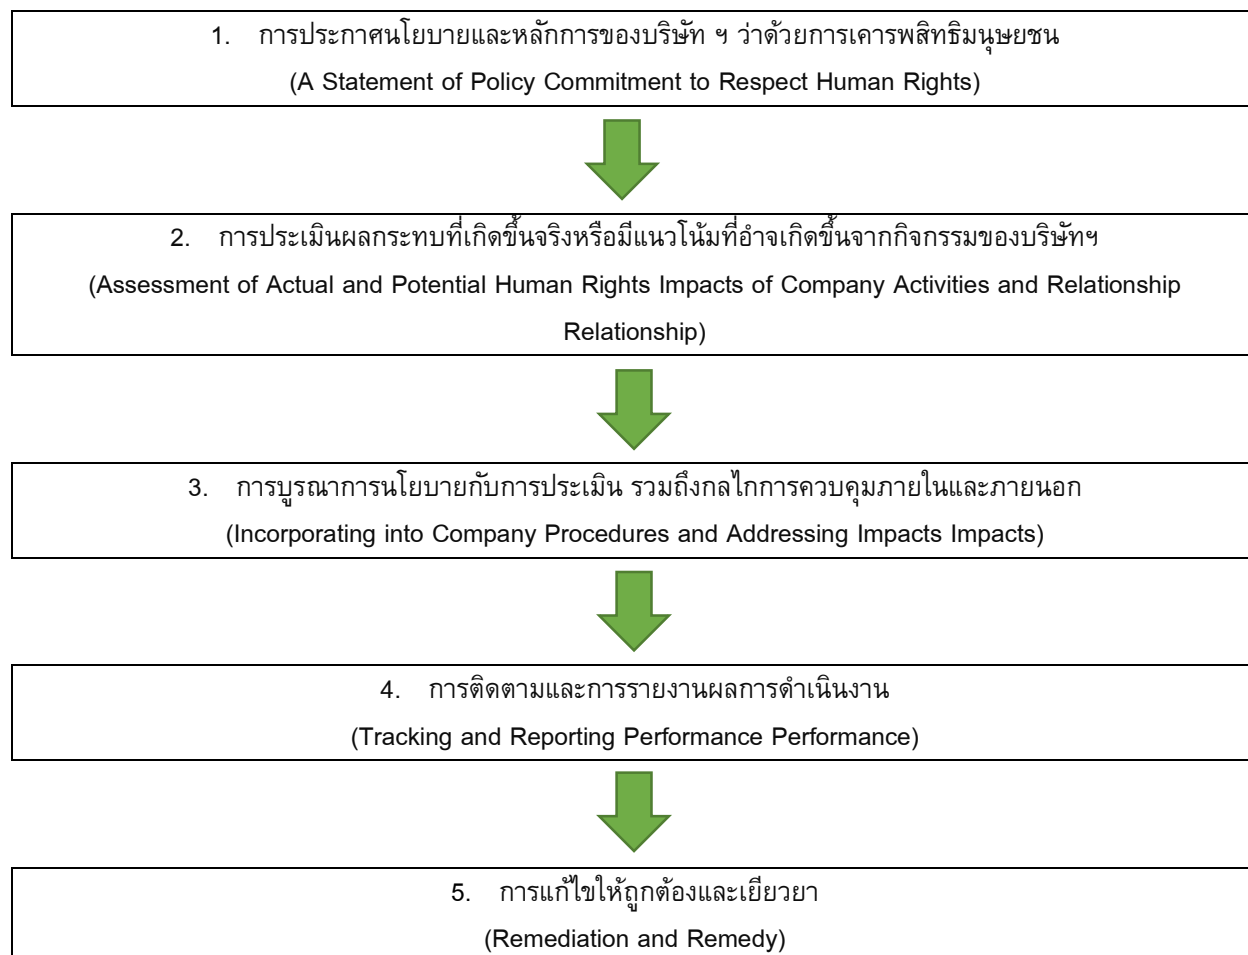 1. การประกาศนโยบายและหลักการของบริษัท ฯ ว่าด้วยการเคารพสิทธิมนุษยชน
(A Statement of Policy Commitment to Respect Human Rights)
2. การประเมินผลกระทบที่เกิดขึ้นจริงหรือมีแนวโน้มที่อำจเกิดขึ้นจากกิจกรรมของบริษัทฯ
(Assessment of Actual and Potential Human Rights Impacts of Company Activities and Relationship
Relationship)
3. การบูรณาการนโยบายกับการประเมิน รวมถึงกลไกการควบคุมภายในและภายนอก
(Incorporating into Company Procedures and Addressing Impacts Impacts)
4. การติดตามและการรายงานผลการดำเนินงาน
(Tracking and Reporting Performance Performance)
5. การแก้ไขให้ถูกต้องและเยียวยา
(Remediation and Remedy)